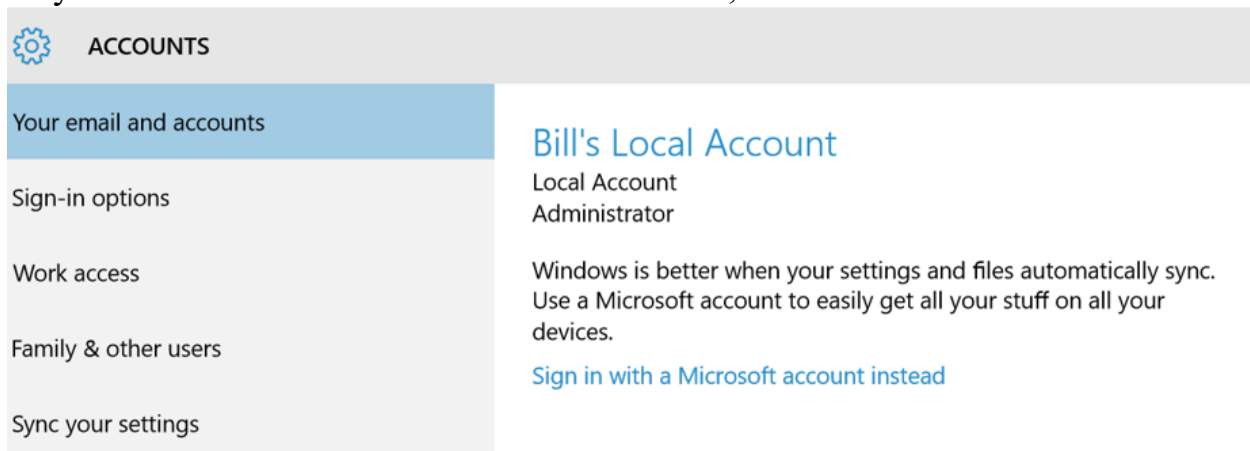 ACCOUNTS
Your email and accounts
Sign-in options
Work access
Family & other users
Sync your settings
Bill's Local Account
Local Account
Administrator
Windows is better when your settings and files automatically sync.
Use a Microsoft account to easily get all your stuff on all your
devices.
Sign in with a Microsoft account instead